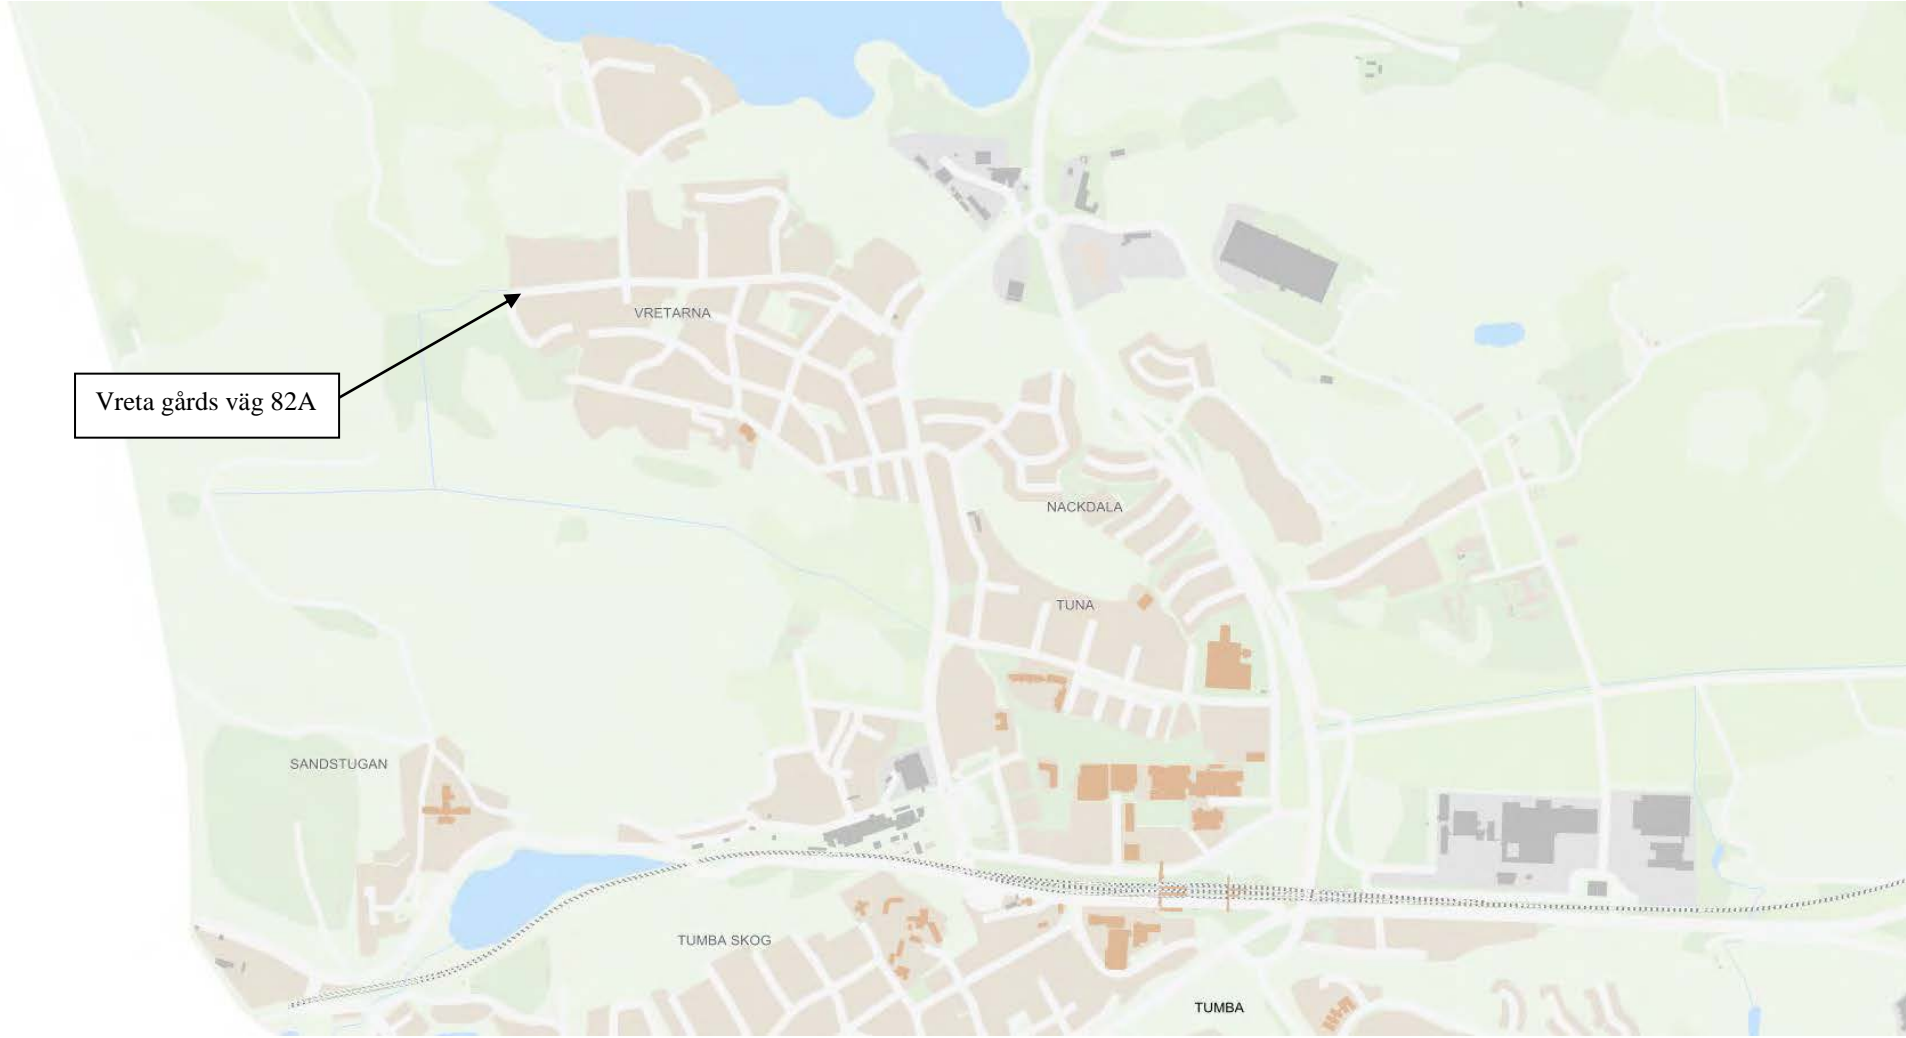 VRETARNA
Vreta gårds väg 82A
NACKDALA
TUNA
SANDSTUGAN
TUMBA SKOG
TUMBA